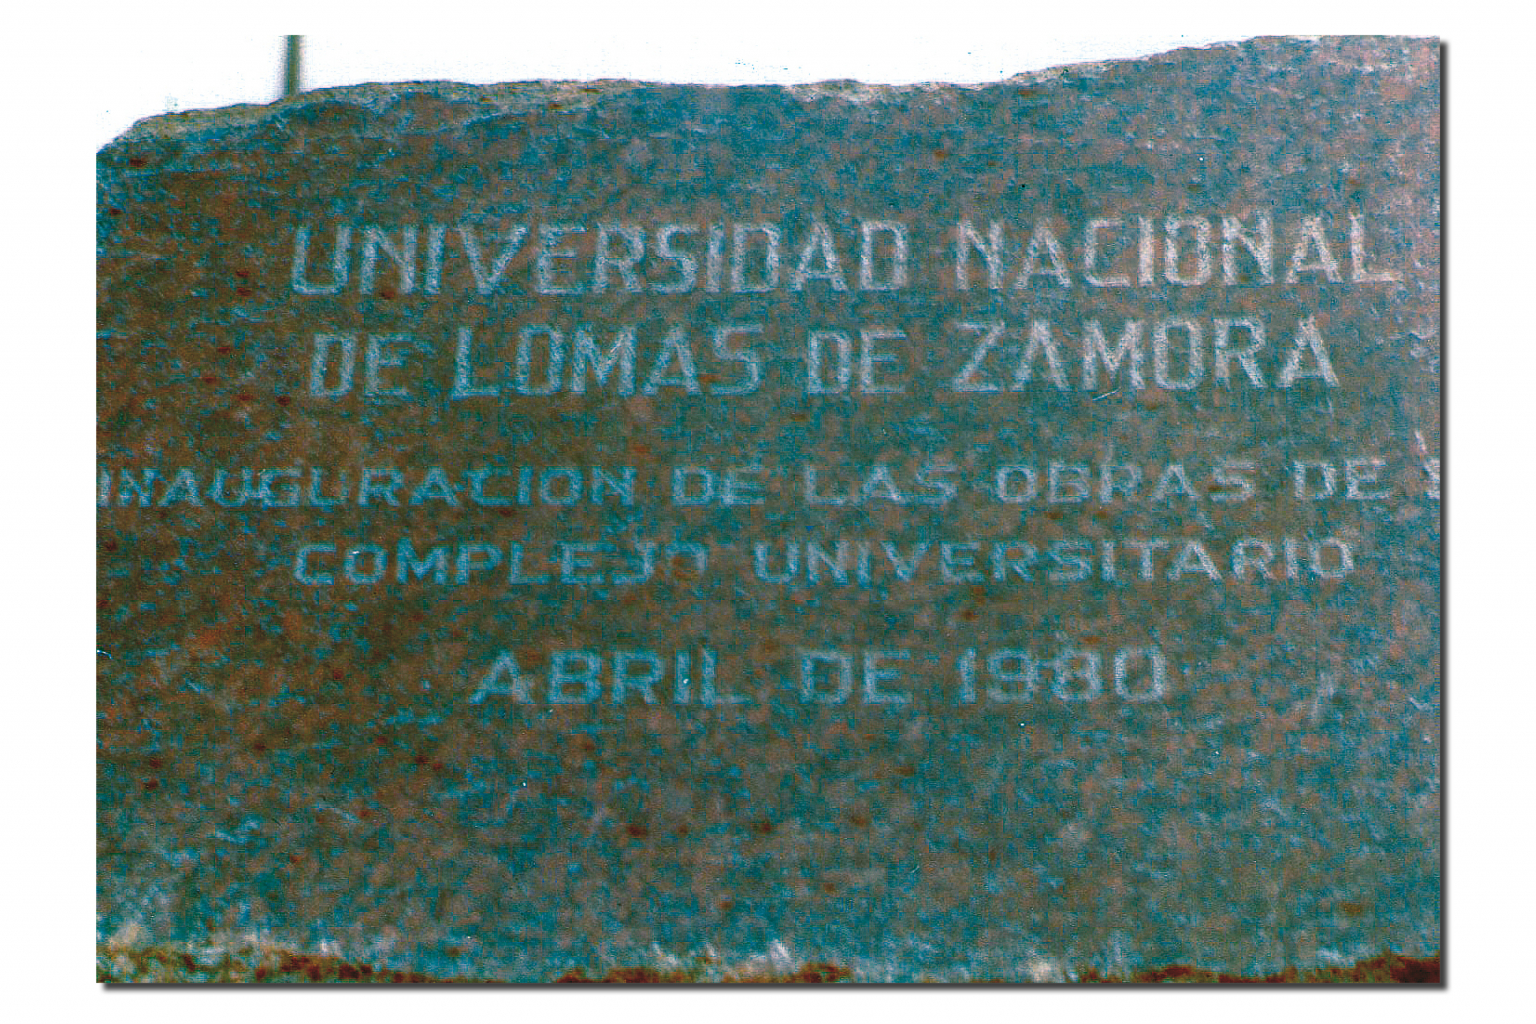 UNIVERSIDAD NACIONAL
DE LOMAS DE ZAMORA
INAUGURACION DE LAS OBRAS DE
COMPLEJO UNIVERSITARIO
ABRIL DE 1980